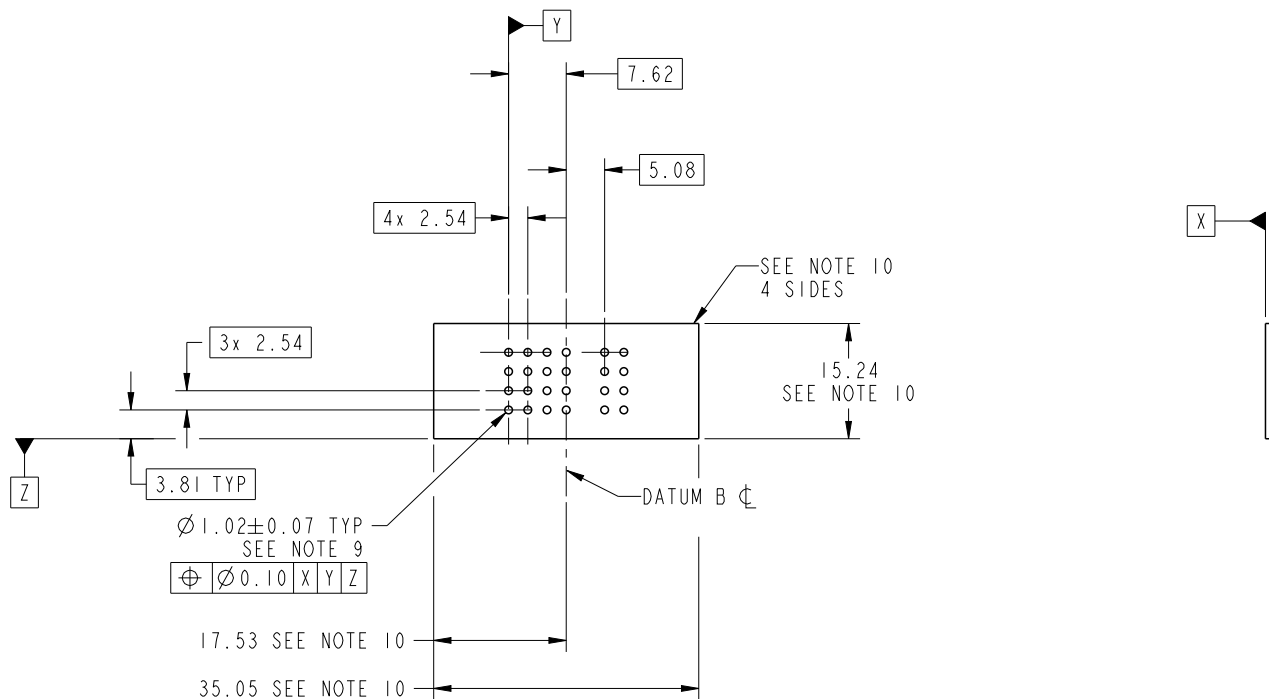 Y
7.62
5.08
4x 2.54
X
SEE NOTE 10
4 SIDES
3x 2.54
15.24
SEE NOTE 10
3.81 TYP
Z
DATUM B ℄
Ø1.02±0.07 TYP
SEE NOTE 9
⌖ Ø0.10 X Y Z
17.53 SEE NOTE 10
35.05 SEE NOTE 10